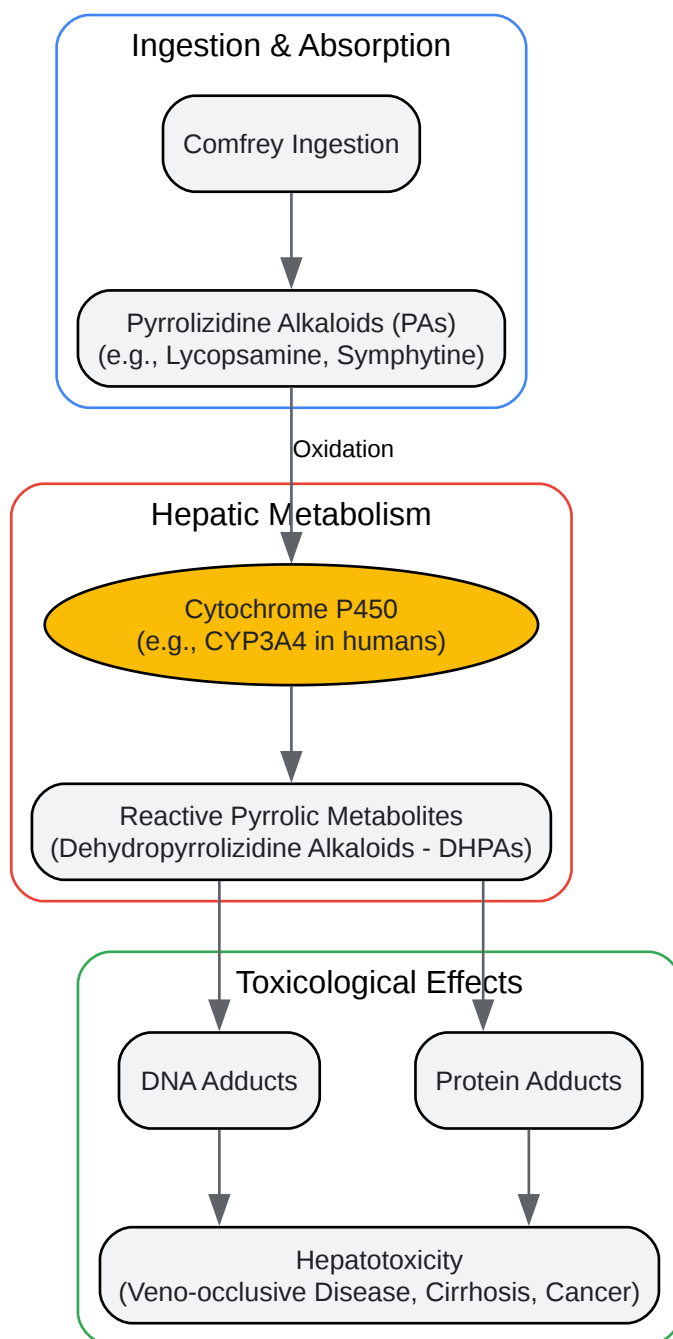 Ingestion & Absorption
Comfrey Ingestion
Pyrrolizidine Alkaloids (PAs)
(e.g., Lycopsamine, Symphytine)
Oxidation
Hepatic Metabolism
Cytochrome P450
(e.g., CYP3A4 in humans)
Reactive Pyrrolic Metabolites
(Dehydropyrrolizidine Alkaloids - DHPAs)
Toxicological Effects
DNA Adducts
Protein Adducts
Hepatotoxicity
(Veno-occlusive Disease, Cirrhosis, Cancer)